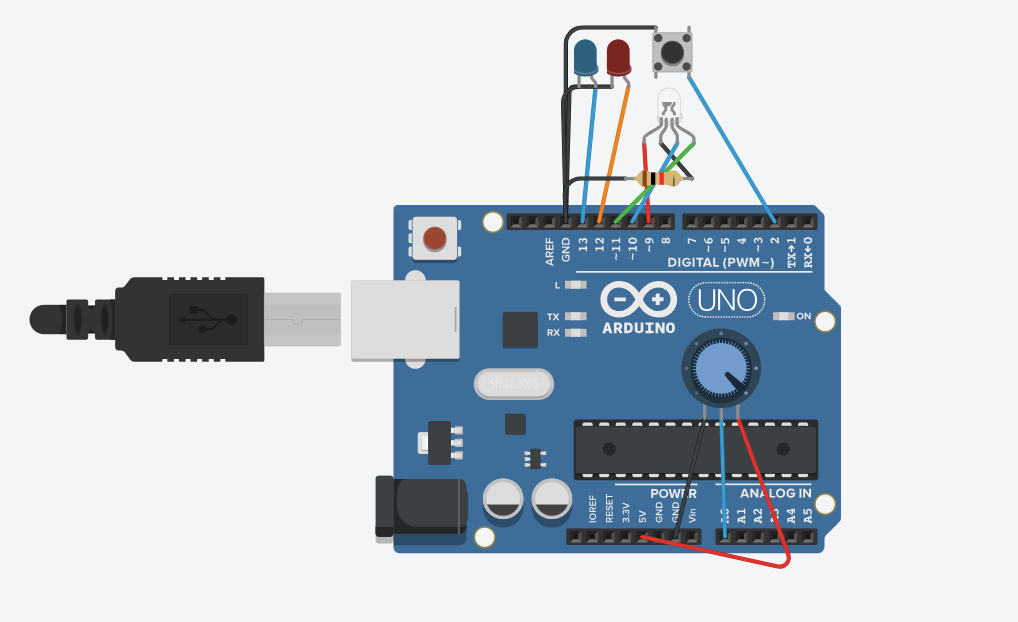 AREF
GND
13
12
~11
~10
~9
8
7
~6
~5
4
~3
2
TX→1
RX←0
DIGITAL (PWM~)
L
TX
RX
ARDUINO
UNO
ON
POWER
ANALOG IN
IOREF
RESET
3.3V
5V
GND
GND
Vin
A0
A1
A2
A3
A4
A5